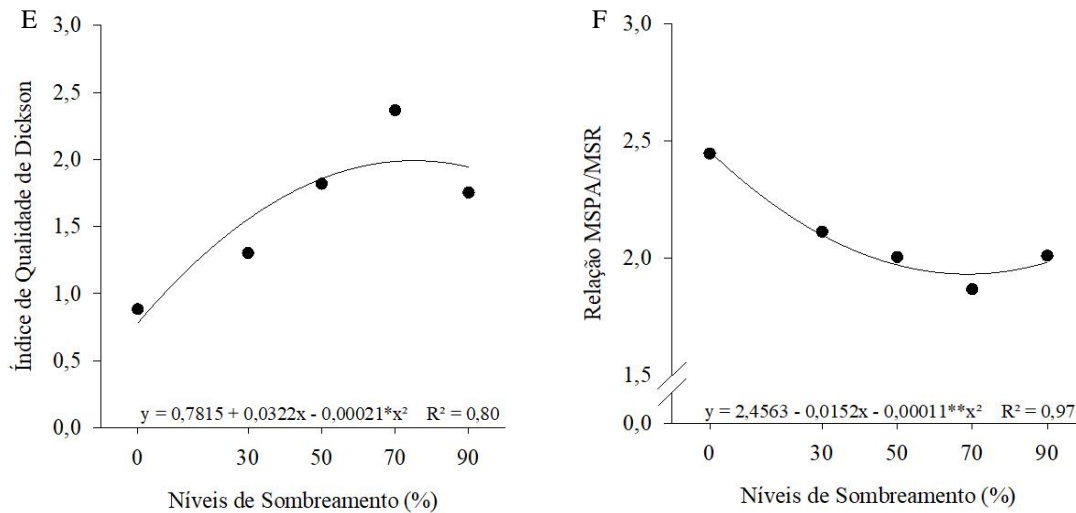 E
Índice de Qualidade de Dickson
3,0
2,5
2,0
1,5
1,0
0,5
0,0
y = 0,7815 + 0,0322x - 0,00021*x² R² = 0,80
0 30 50 70 90
Níveis de Sombreamento (%)
F
Relação MSPA/MSR
3,0
2,5
2,0
1,5
0,0
y = 2,4563 - 0,0152x - 0,00011**x² R² = 0,97
0 30 50 70 90
Níveis de Sombreamento (%)